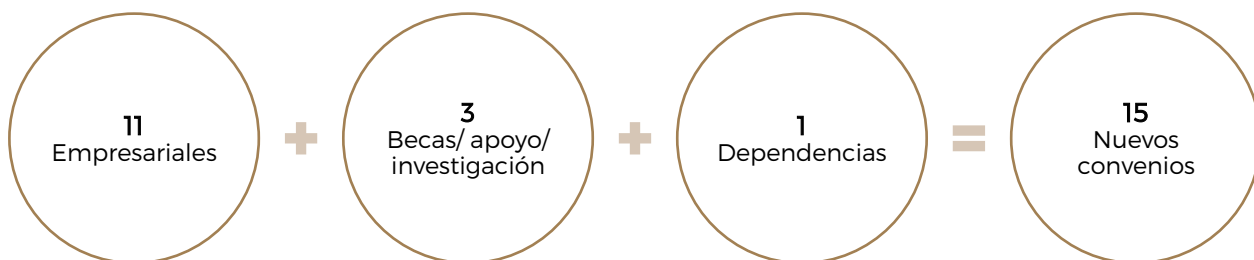 11
Empresariales
+
3
Becas/ apoyo/
investigación
+
1
Dependencias
=
15
Nuevos
convenios